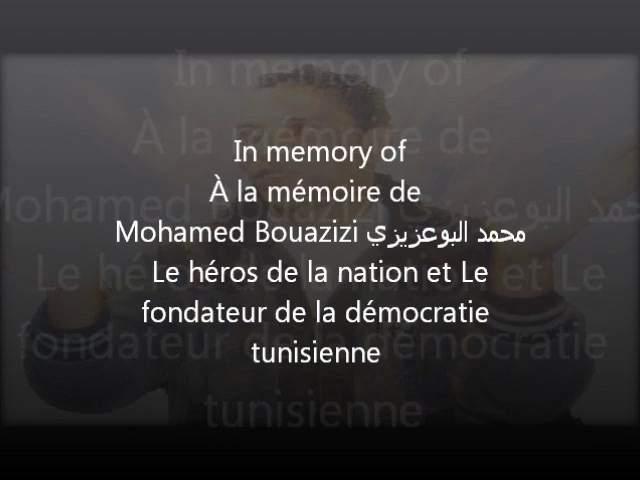 In memory of
À la mémoire de
Mohamed Bouazizi محمد البوعزيزي
Le héros de la nation et Le
fondateur de la démocratie
tunisienne